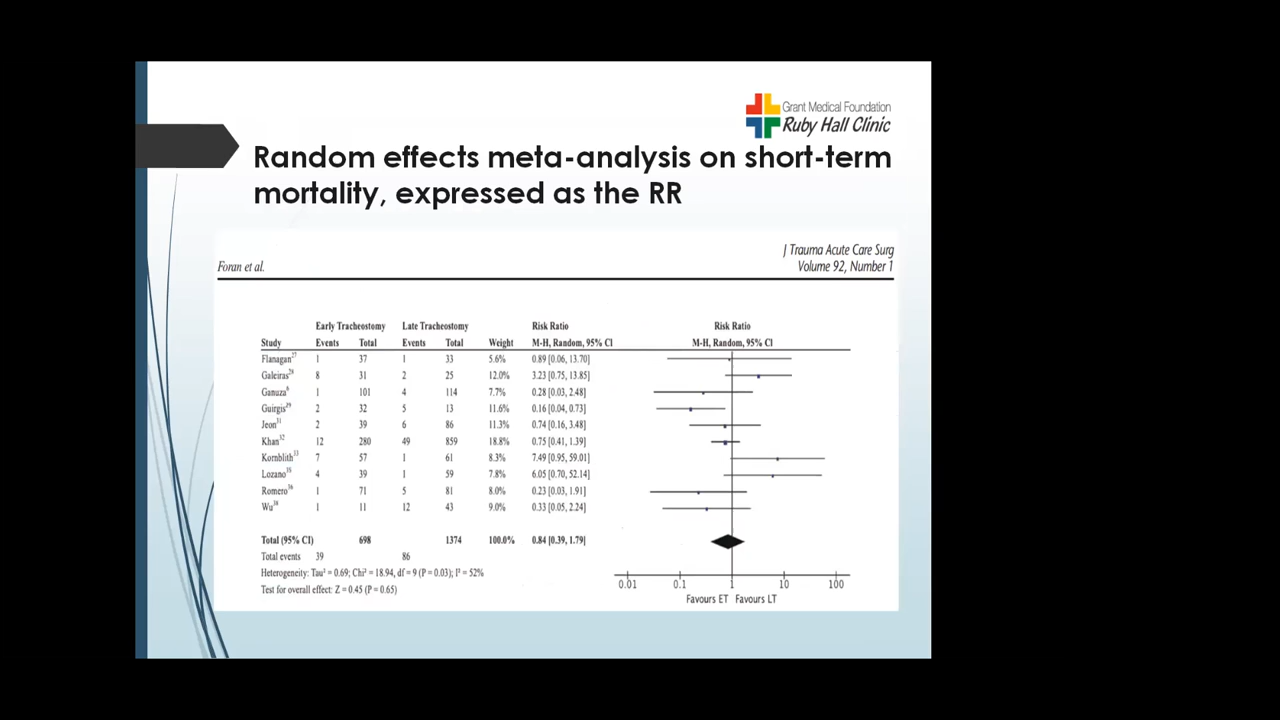 Grant Medical Foundation
Ruby Hall Clinic
Random effects meta-analysis on short-term
mortality, expressed as the RR
J Trauma Acute Care Surg
Foran et al. Volume 92, Number 1
Early Tracheostomy Late Tracheostomy Risk Ratio Risk Ratio
Study Events Total Events Total Weight M-H, Random, 95% CI M-H, Random, 95% CI
Flanagan²⁷ 1 37 1 33 5.6% 0.89 [0.06, 13.70]
Galeiras²⁸ 8 31 2 25 12.0% 3.23 [0.75, 13.85]
Ganuza⁶ 1 101 4 114 7.7% 0.28 [0.03, 2.48]
Guirgis²⁹ 2 32 5 13 11.6% 0.16 [0.04, 0.73]
Jeon³¹ 2 39 6 86 11.3% 0.74 [0.16, 3.48]
Khan³² 12 280 49 859 18.8% 0.75 [0.41, 1.39]
Kornblith³³ 7 57 1 61 8.3% 7.49 [0.95, 59.01]
Lozano³⁵ 4 39 1 59 7.8% 6.05 [0.70, 52.14]
Romero³⁶ 1 71 5 81 8.0% 0.23 [0.03, 1.91]
Wu³⁸ 1 11 12 43 9.0% 0.33 [0.05, 2.24]
Total (95% CI) 698 1374 100.0% 0.84 [0.39, 1.79]
Total events 39 86
Heterogeneity: Tau² = 0.69; Chi² = 18.94, df = 9 (P = 0.03); I² = 52%
Test for overall effect: Z = 0.45 (P = 0.65)
0.01 0.1 1 10 100
Favours ET Favours LT